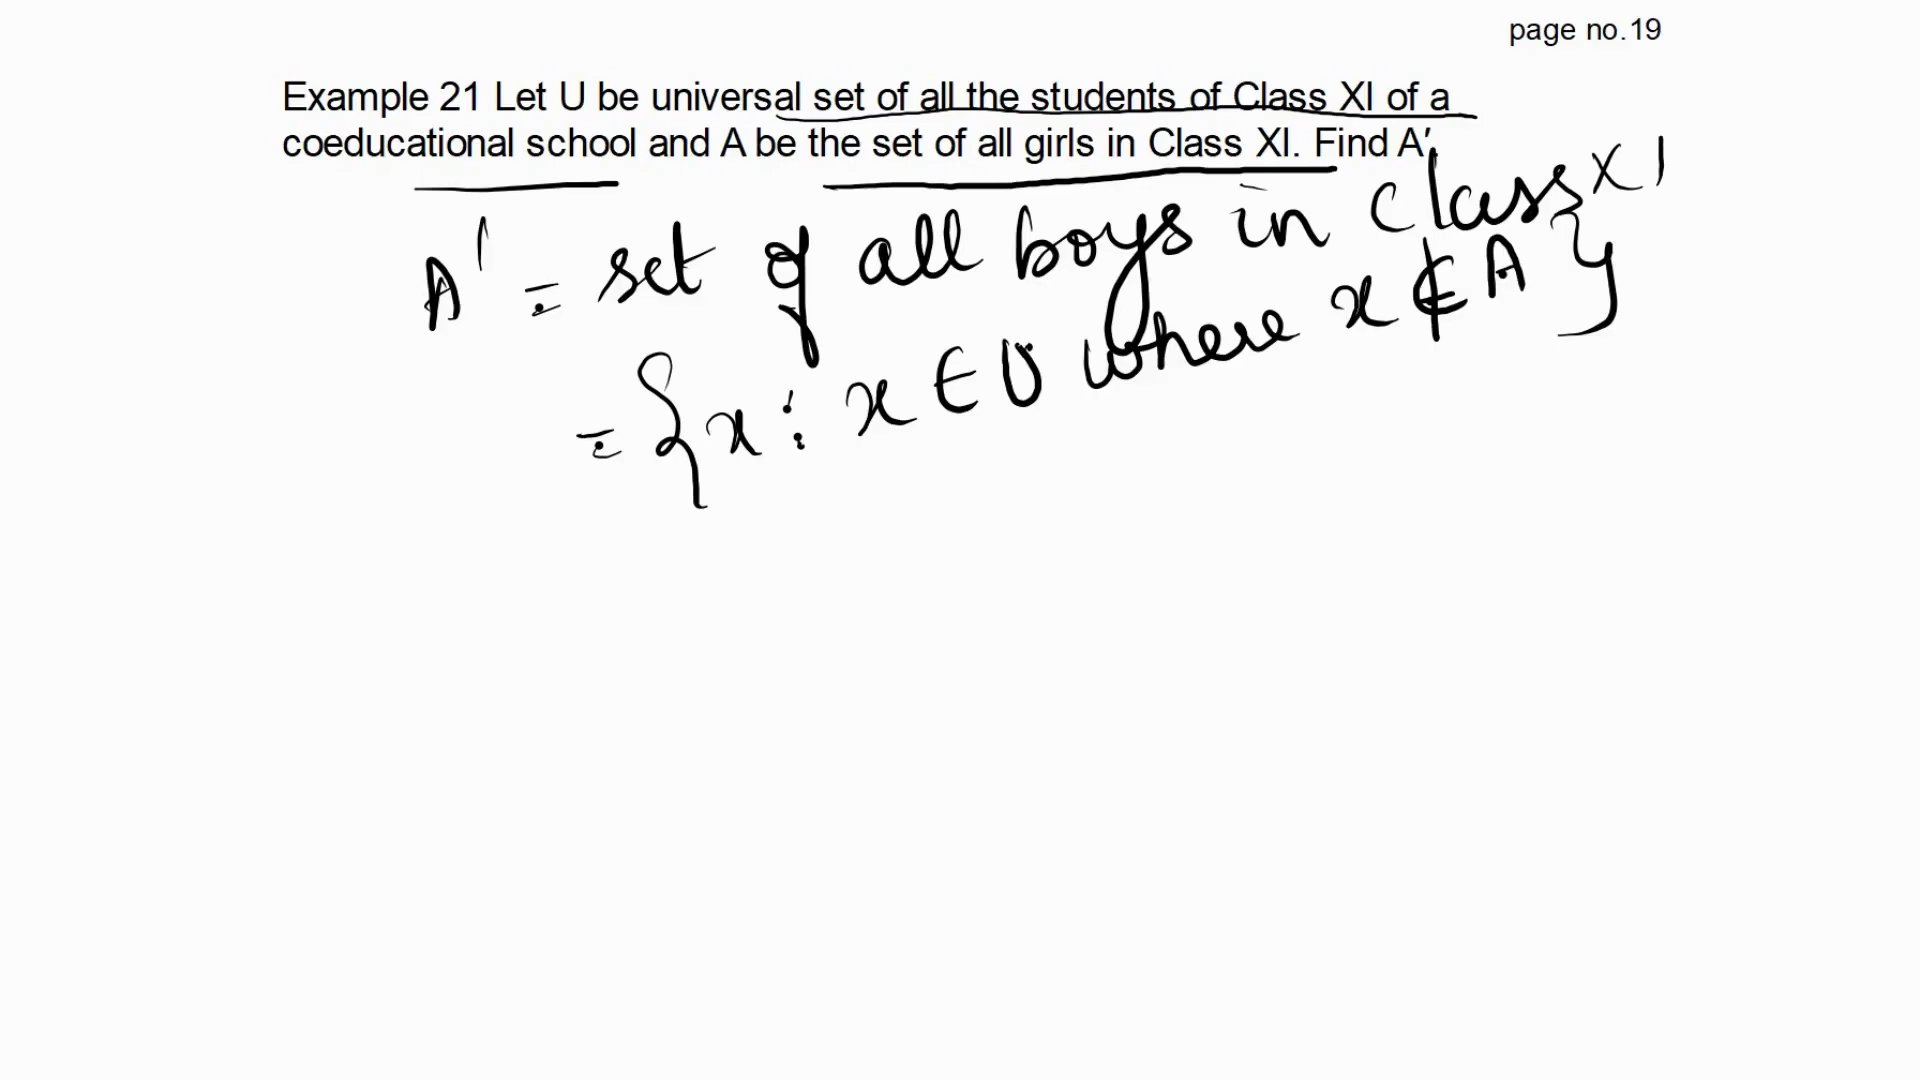 page no.19
Example 21 Let U be universal set of all the students of Class XI of a
coeducational school and A be the set of all girls in Class XI. Find A′.
A' = set of all boys in class XI
= {x : x ∈ U where x ∉ A}